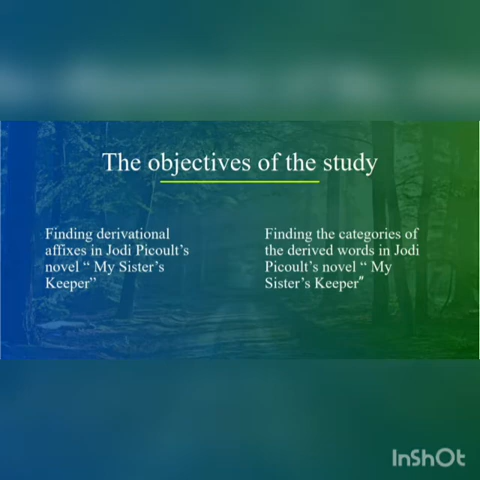 The objectives of the study
Finding derivational
affixes in Jodi Picoult's
novel “ My Sister's
Keeper”
Finding the categories of
the derived words in Jodi
Picoult's novel “ My
Sister's Keeper”
InShOt